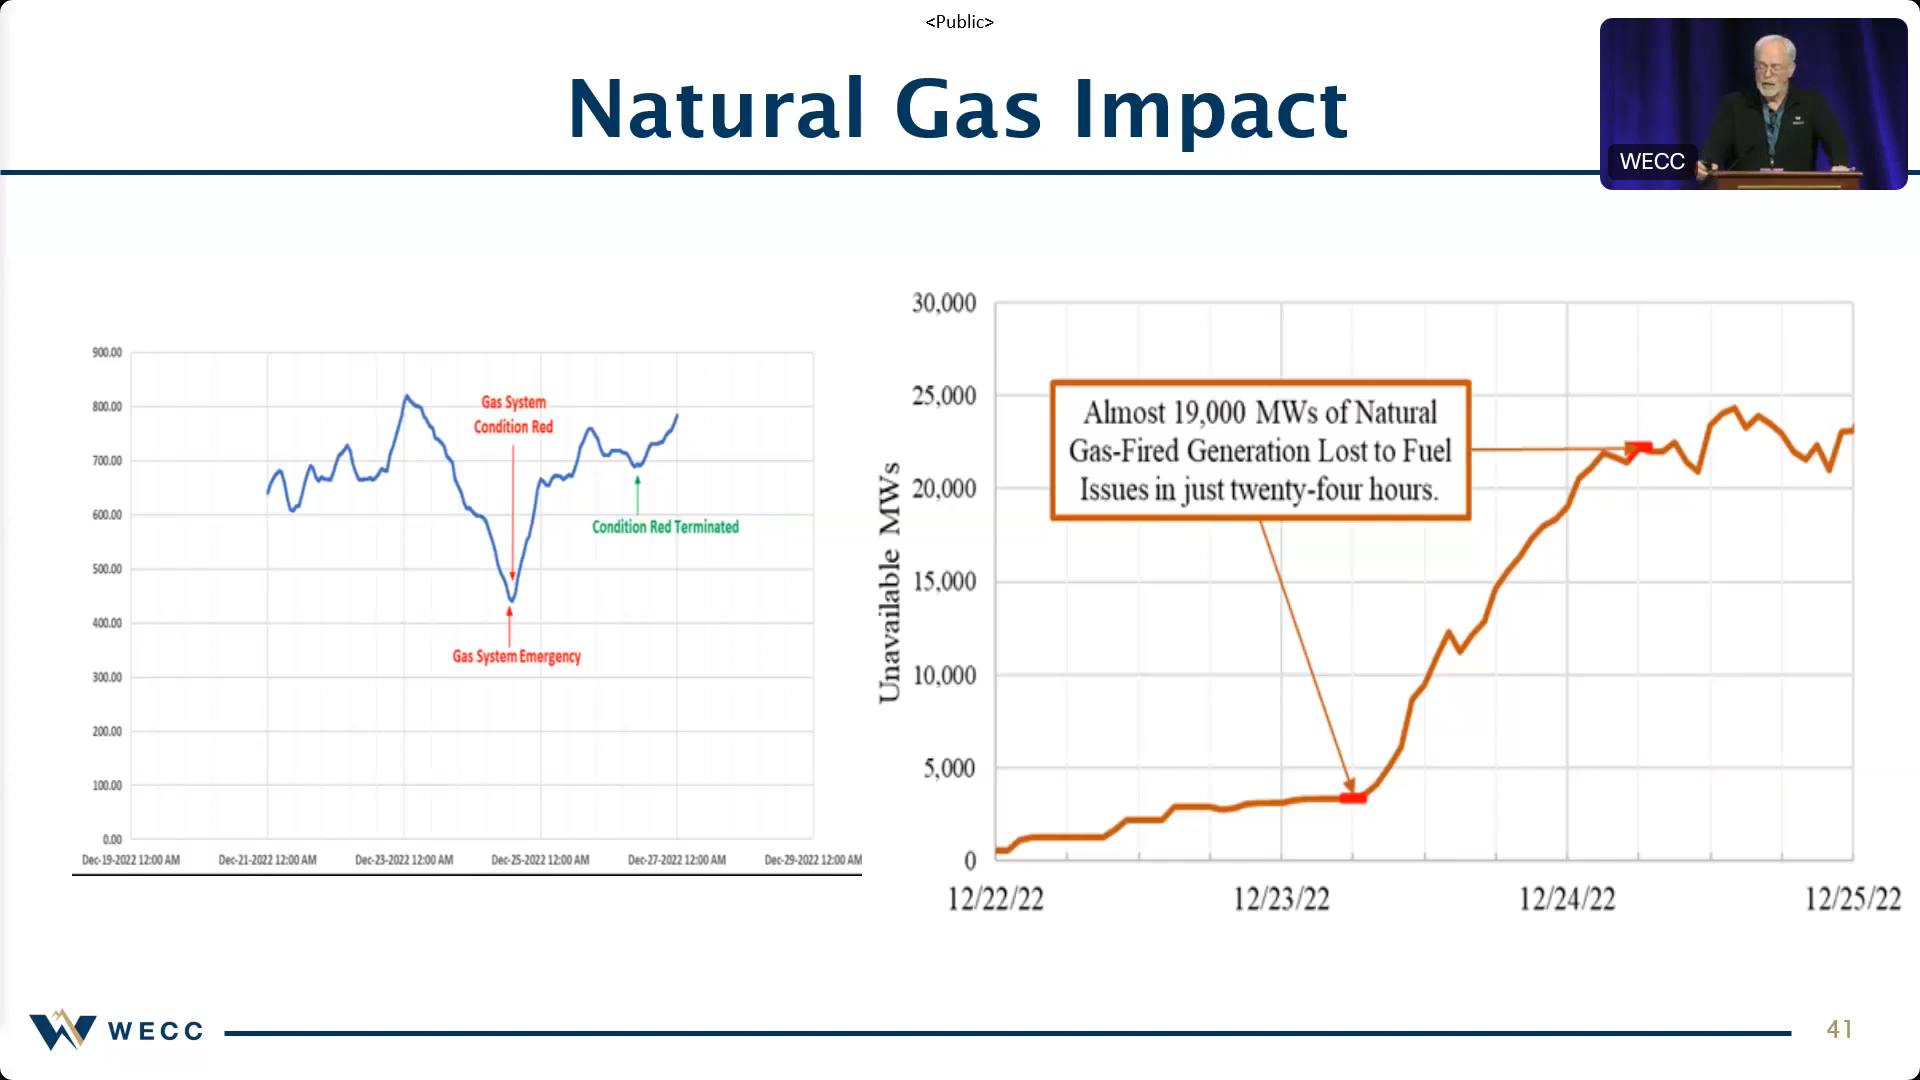 <Public>
Natural Gas Impact
WECC
900.00
800.00
700.00
600.00
500.00
400.00
300.00
200.00
100.00
0.00
Gas System
Condition Red
Condition Red Terminated
Gas System Emergency
Dec-19-2022 12:00 AM
Dec-21-2022 12:00 AM
Dec-23-2022 12:00 AM
Dec-25-2022 12:00 AM
Dec-27-2022 12:00 AM
Dec-29-2022 12:00 AM
Unavailable MWs
30,000
25,000
20,000
15,000
10,000
5,000
0
Almost 19,000 MWs of Natural
Gas-Fired Generation Lost to Fuel
Issues in just twenty-four hours.
12/22/22
12/23/22
12/24/22
12/25/22
WECC
41